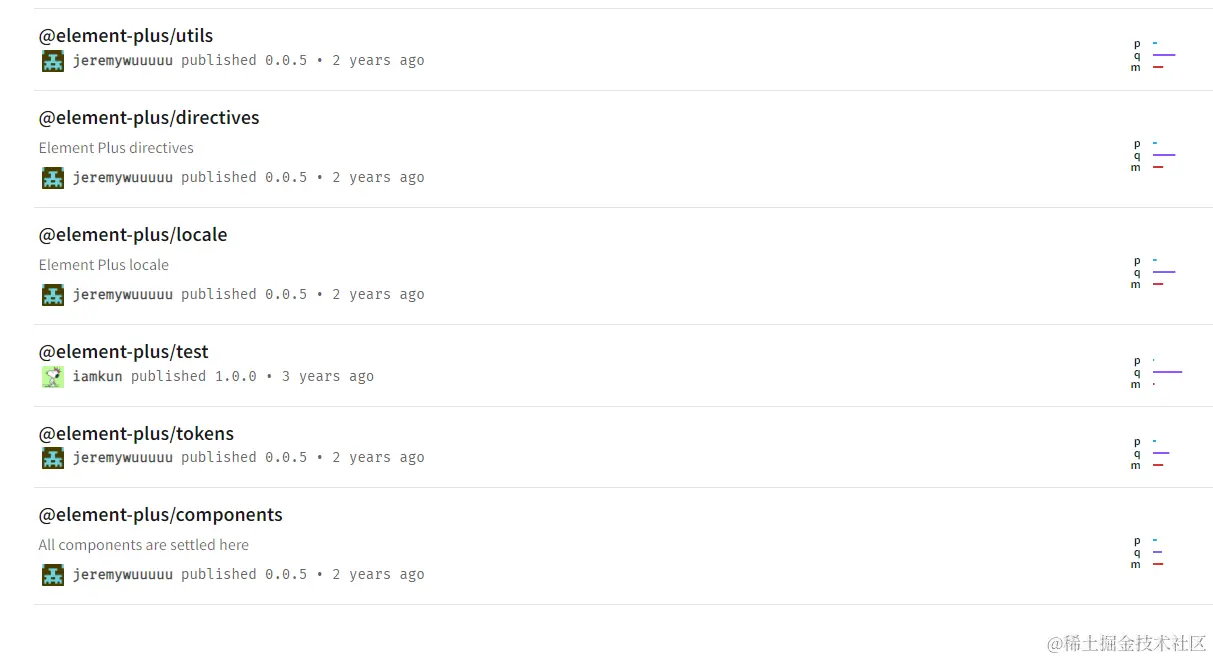 @element-plus/utils
jeremywuuuuu published 0.0.5 • 2 years ago
p
q
m
@element-plus/directives
Element Plus directives
jeremywuuuuu published 0.0.5 • 2 years ago
p
q
m
@element-plus/locale
Element Plus locale
jeremywuuuuu published 0.0.5 • 2 years ago
p
q
m
@element-plus/test
iamkun published 1.0.0 • 3 years ago
p
q
m
@element-plus/tokens
jeremywuuuuu published 0.0.5 • 2 years ago
p
q
m
@element-plus/components
All components are settled here
jeremywuuuuu published 0.0.5 • 2 years ago
p
q
m
@稀土掘金技术社区